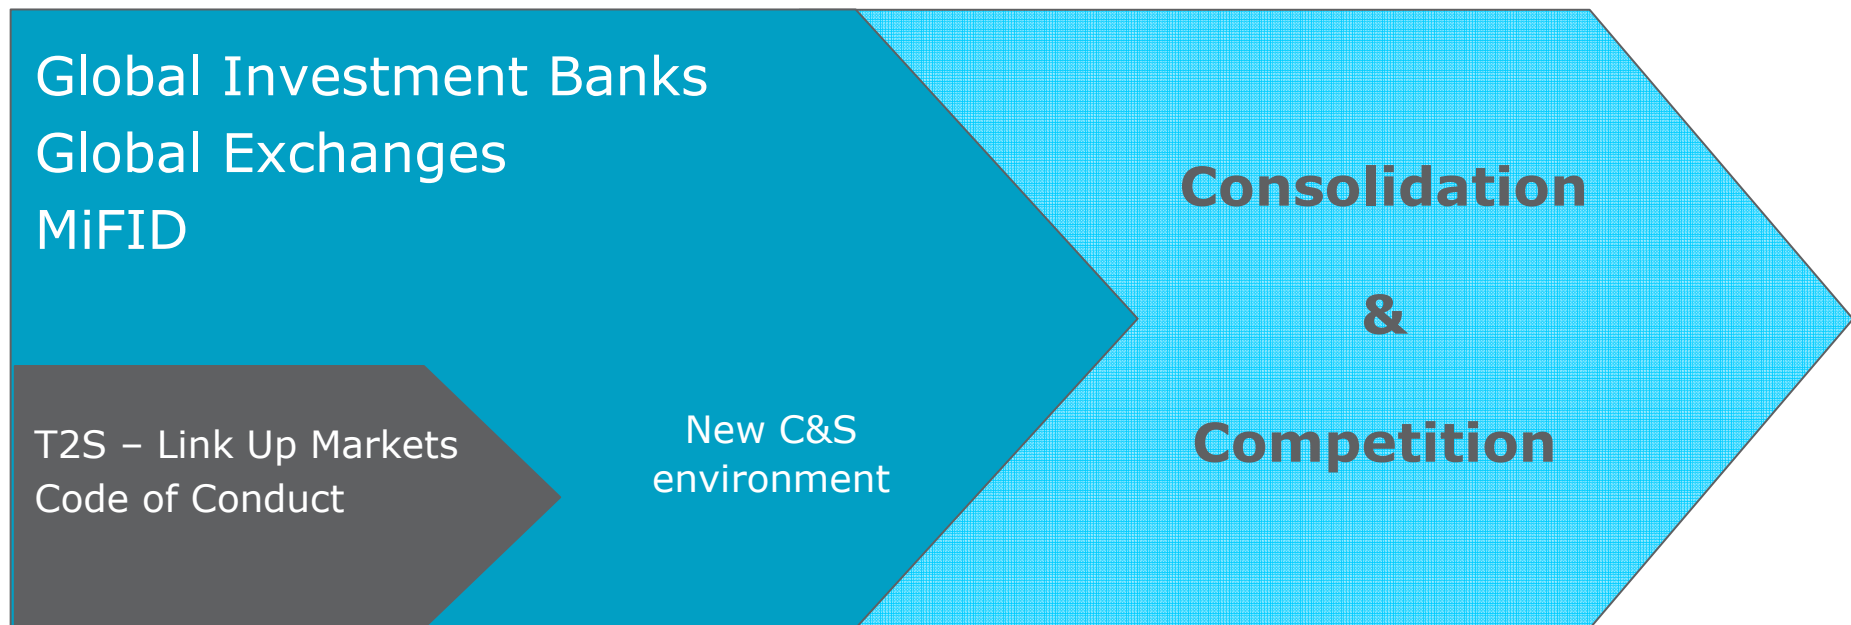 Global Investment Banks
Global Exchanges
MiFID
T2S – Link Up Markets
Code of Conduct
New C&S
environment
Consolidation
&
Competition